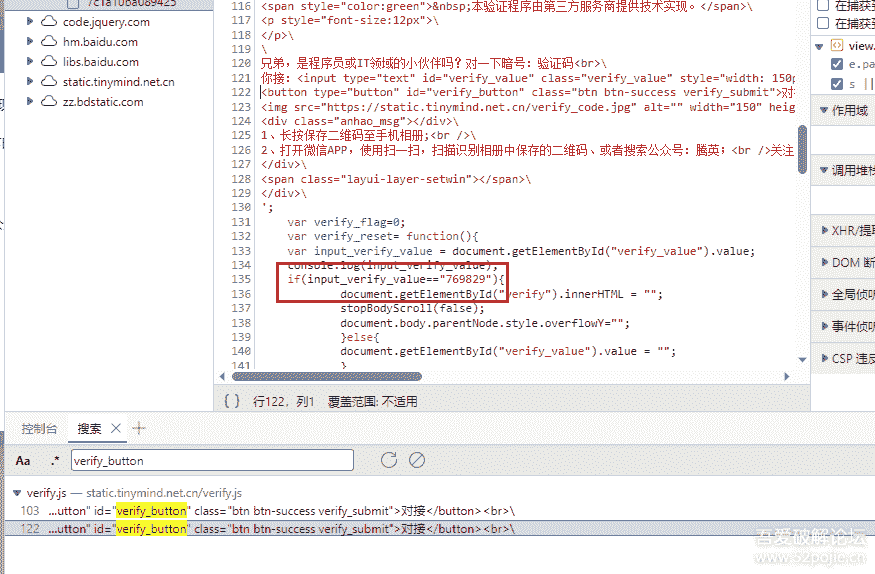 7c1a10ba089425
code.jquery.com
hm.baidu.com
libs.baidu.com
static.tinymind.net.cn
zz.bdstatic.com
116 <span style="color:green">&nbsp;本验证程序由第三方服务商提供技术实现。</span>\
117 <p style="font-size:12px">\
118 </p>\
119 \
120 兄弟，是程序员或IT领域的小伙伴吗？对一下暗号：验证码<br>\
121 你接：<input type="text" id="verify_value" class="verify_value" style="width: 150p
122 <button type="button" id="verify_button" class="btn btn-success verify_submit">对
123 <img src="https://static.tinymind.net.cn/verify_code.jpg" alt="" width="150" heig
124 <div class="anhao_msg"></div>\
125 1、长按保存二维码至手机相册;<br />\
126 2、打开微信APP，使用扫一扫，扫描识别相册中保存的二维码、或者搜索公众号：腾英；<br />关注
127 </div>\
128 <span class="layui-layer-setwin"></span>\
129 </div>\
130 ';
131 var verify_flag=0;
132 var verify_reset= function(){
133 var input_verify_value = document.getElementById("verify_value").value;
134 console.log(input_verify_value);
135 if(input_verify_value=="769829"){
136 document.getElementById("verify").innerHTML = "";
137 stopBodyScroll(false);
138 document.body.parentNode.style.overflowY="";
139 }else{
140 document.getElementById("verify_value").value = "";
141 }
{ } 行122，列1 覆盖范围: 不适用
在捕获到
在捕获到
view.
e.pa
s ||
作用域
调用堆栈
XHR/提取
DOM 断
全局侦听
事件侦听
CSP 违反
控制台 搜索
Aa .* verify_button
verify.js — static.tinymind.net.cn/verify.js
103 ...utton" id="verify_button" class="btn btn-success verify_submit">对接</button><br>\
122 ...utton" id="verify_button" class="btn btn-success verify_submit">对接</button><br>\
吾爱破解论坛
www.52pojie.cn